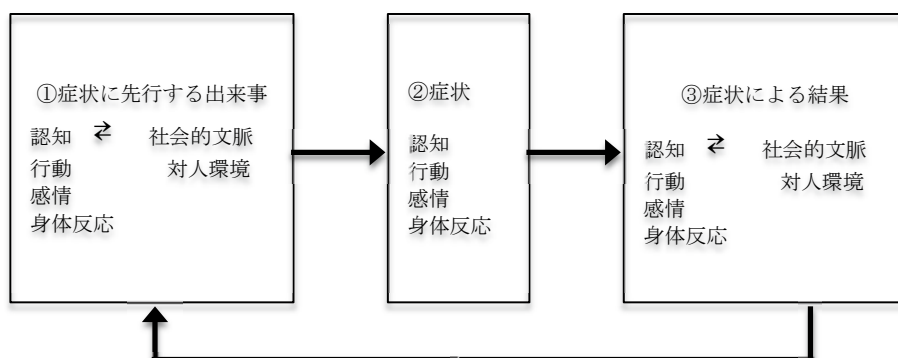 ①症状に先行する出来事
認知 ⇄ 社会的文脈
行動 対人環境
感情
身体反応
②症状
認知
行動
感情
身体反応
③症状による結果
認知 ⇄ 社会的文脈
行動 対人環境
感情
身体反応